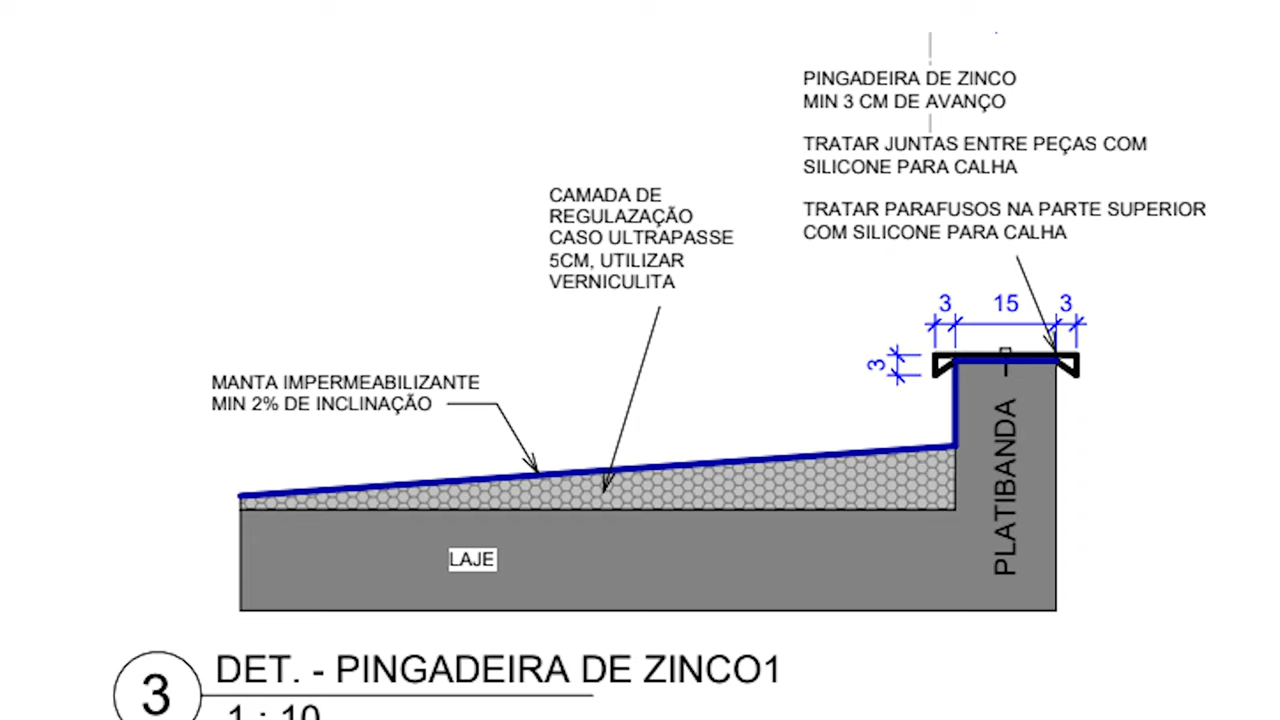 PINGADEIRA DE ZINCO
MIN 3 CM DE AVANÇO
TRATAR JUNTAS ENTRE PEÇAS COM
SILICONE PARA CALHA
TRATAR PARAFUSOS NA PARTE SUPERIOR
COM SILICONE PARA CALHA
CAMADA DE
REGULAZAÇÃO
CASO ULTRAPASSE
5CM, UTILIZAR
VERNICULITA
3 15 3
3
MANTA IMPERMEABILIZANTE
MIN 2% DE INCLINAÇÃO
PLATIBANDA
LAJE
3 DET. - PINGADEIRA DE ZINCO1
1 : 10